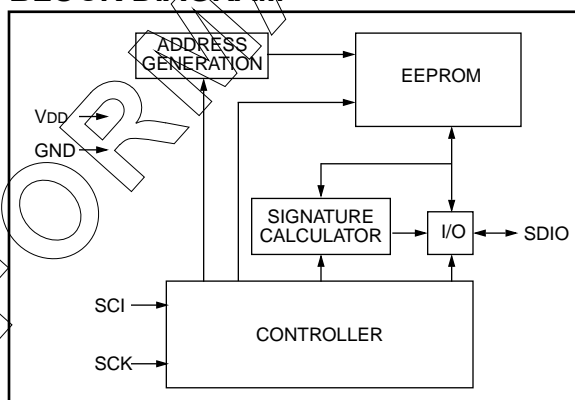 BLOCK DIAGRAM
ADDRESS
GENERATION
EEPROM
VDD
GND
SIGNATURE
CALCULATOR
I/O
SDIO
SCI
CONTROLLER
SCK